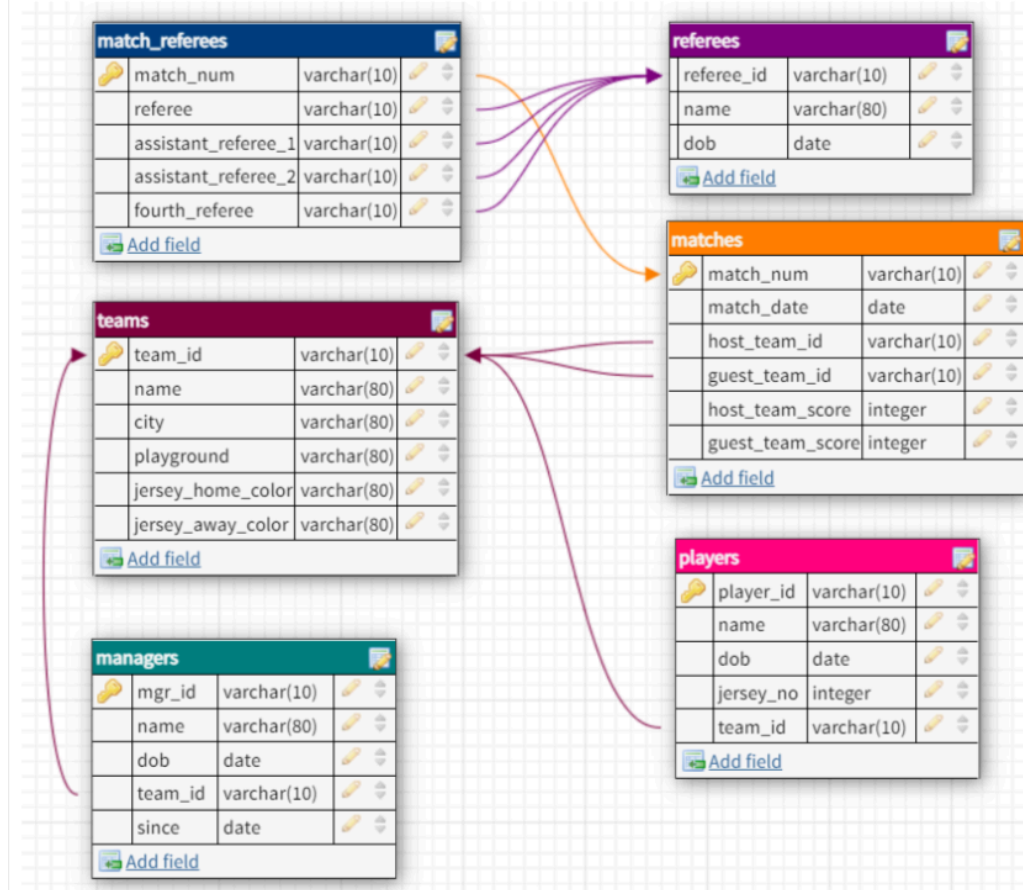 match_referees
match_num varchar(10)
referee varchar(10)
assistant_referee_1 varchar(10)
assistant_referee_2 varchar(10)
fourth_referee varchar(10)
Add field
referees
referee_id varchar(10)
name varchar(80)
dob date
Add field
matches
match_num varchar(10)
match_date date
host_team_id varchar(10)
guest_team_id varchar(10)
host_team_score integer
guest_team_score integer
Add field
teams
team_id varchar(10)
name varchar(80)
city varchar(80)
playground varchar(80)
jersey_home_color varchar(80)
jersey_away_color varchar(80)
Add field
players
player_id varchar(10)
name varchar(80)
dob date
jersey_no integer
team_id varchar(10)
Add field
managers
mgr_id varchar(10)
name varchar(80)
dob date
team_id varchar(10)
since date
Add field